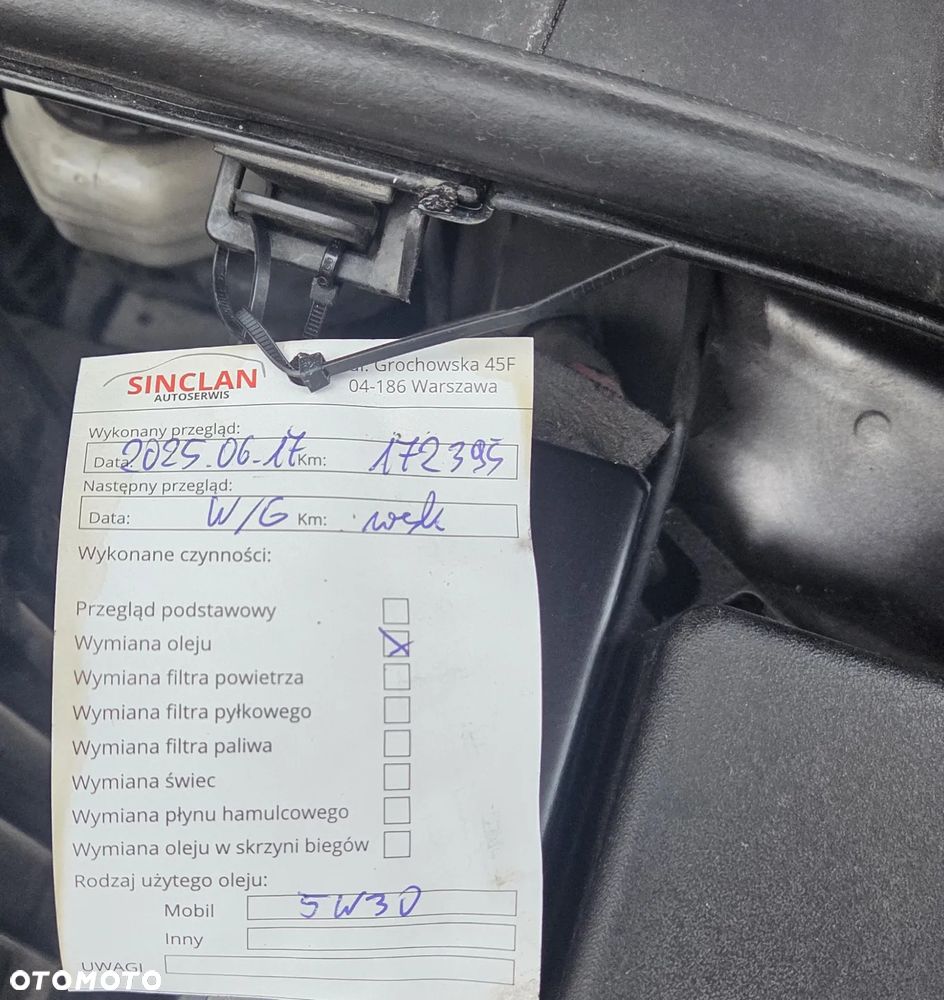 SINCLAN
AUTOSERWIS
ul. Grochowska 45F
04-186 Warszawa
Wykonany przegląd:
Data: 2025.06.17 Km: 172395
Następny przegląd:
Data: W/G Km: wsk
Wykonane czynności:
Przegląd podstawowy
Wymiana oleju X
Wymiana filtra powietrza
Wymiana filtra pyłkowego
Wymiana filtra paliwa
Wymiana świec
Wymiana płynu hamulcowego
Wymiana oleju w skrzyni biegów
Rodzaj użytego oleju:
Mobil 5W30
Inny
UWAGI
OTOMOTO